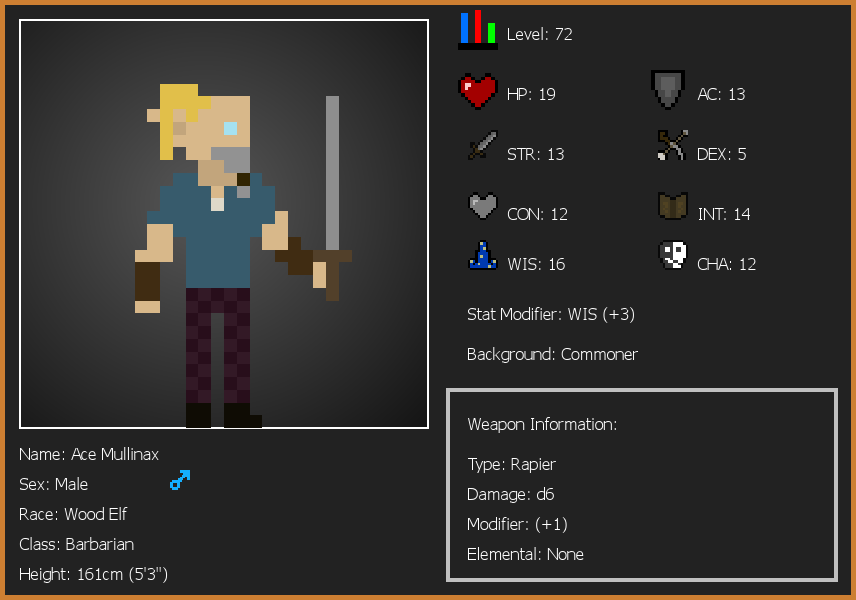 Level: 72
HP: 19
AC: 13
STR: 13
DEX: 5
CON: 12
INT: 14
WIS: 16
CHA: 12
Stat Modifier: WIS (+3)
Background: Commoner
Weapon Information:
Type: Rapier
Damage: d6
Modifier: (+1)
Elemental: None
Name: Ace Mullinax
Sex: Male
Race: Wood Elf
Class: Barbarian
Height: 161cm (5'3")